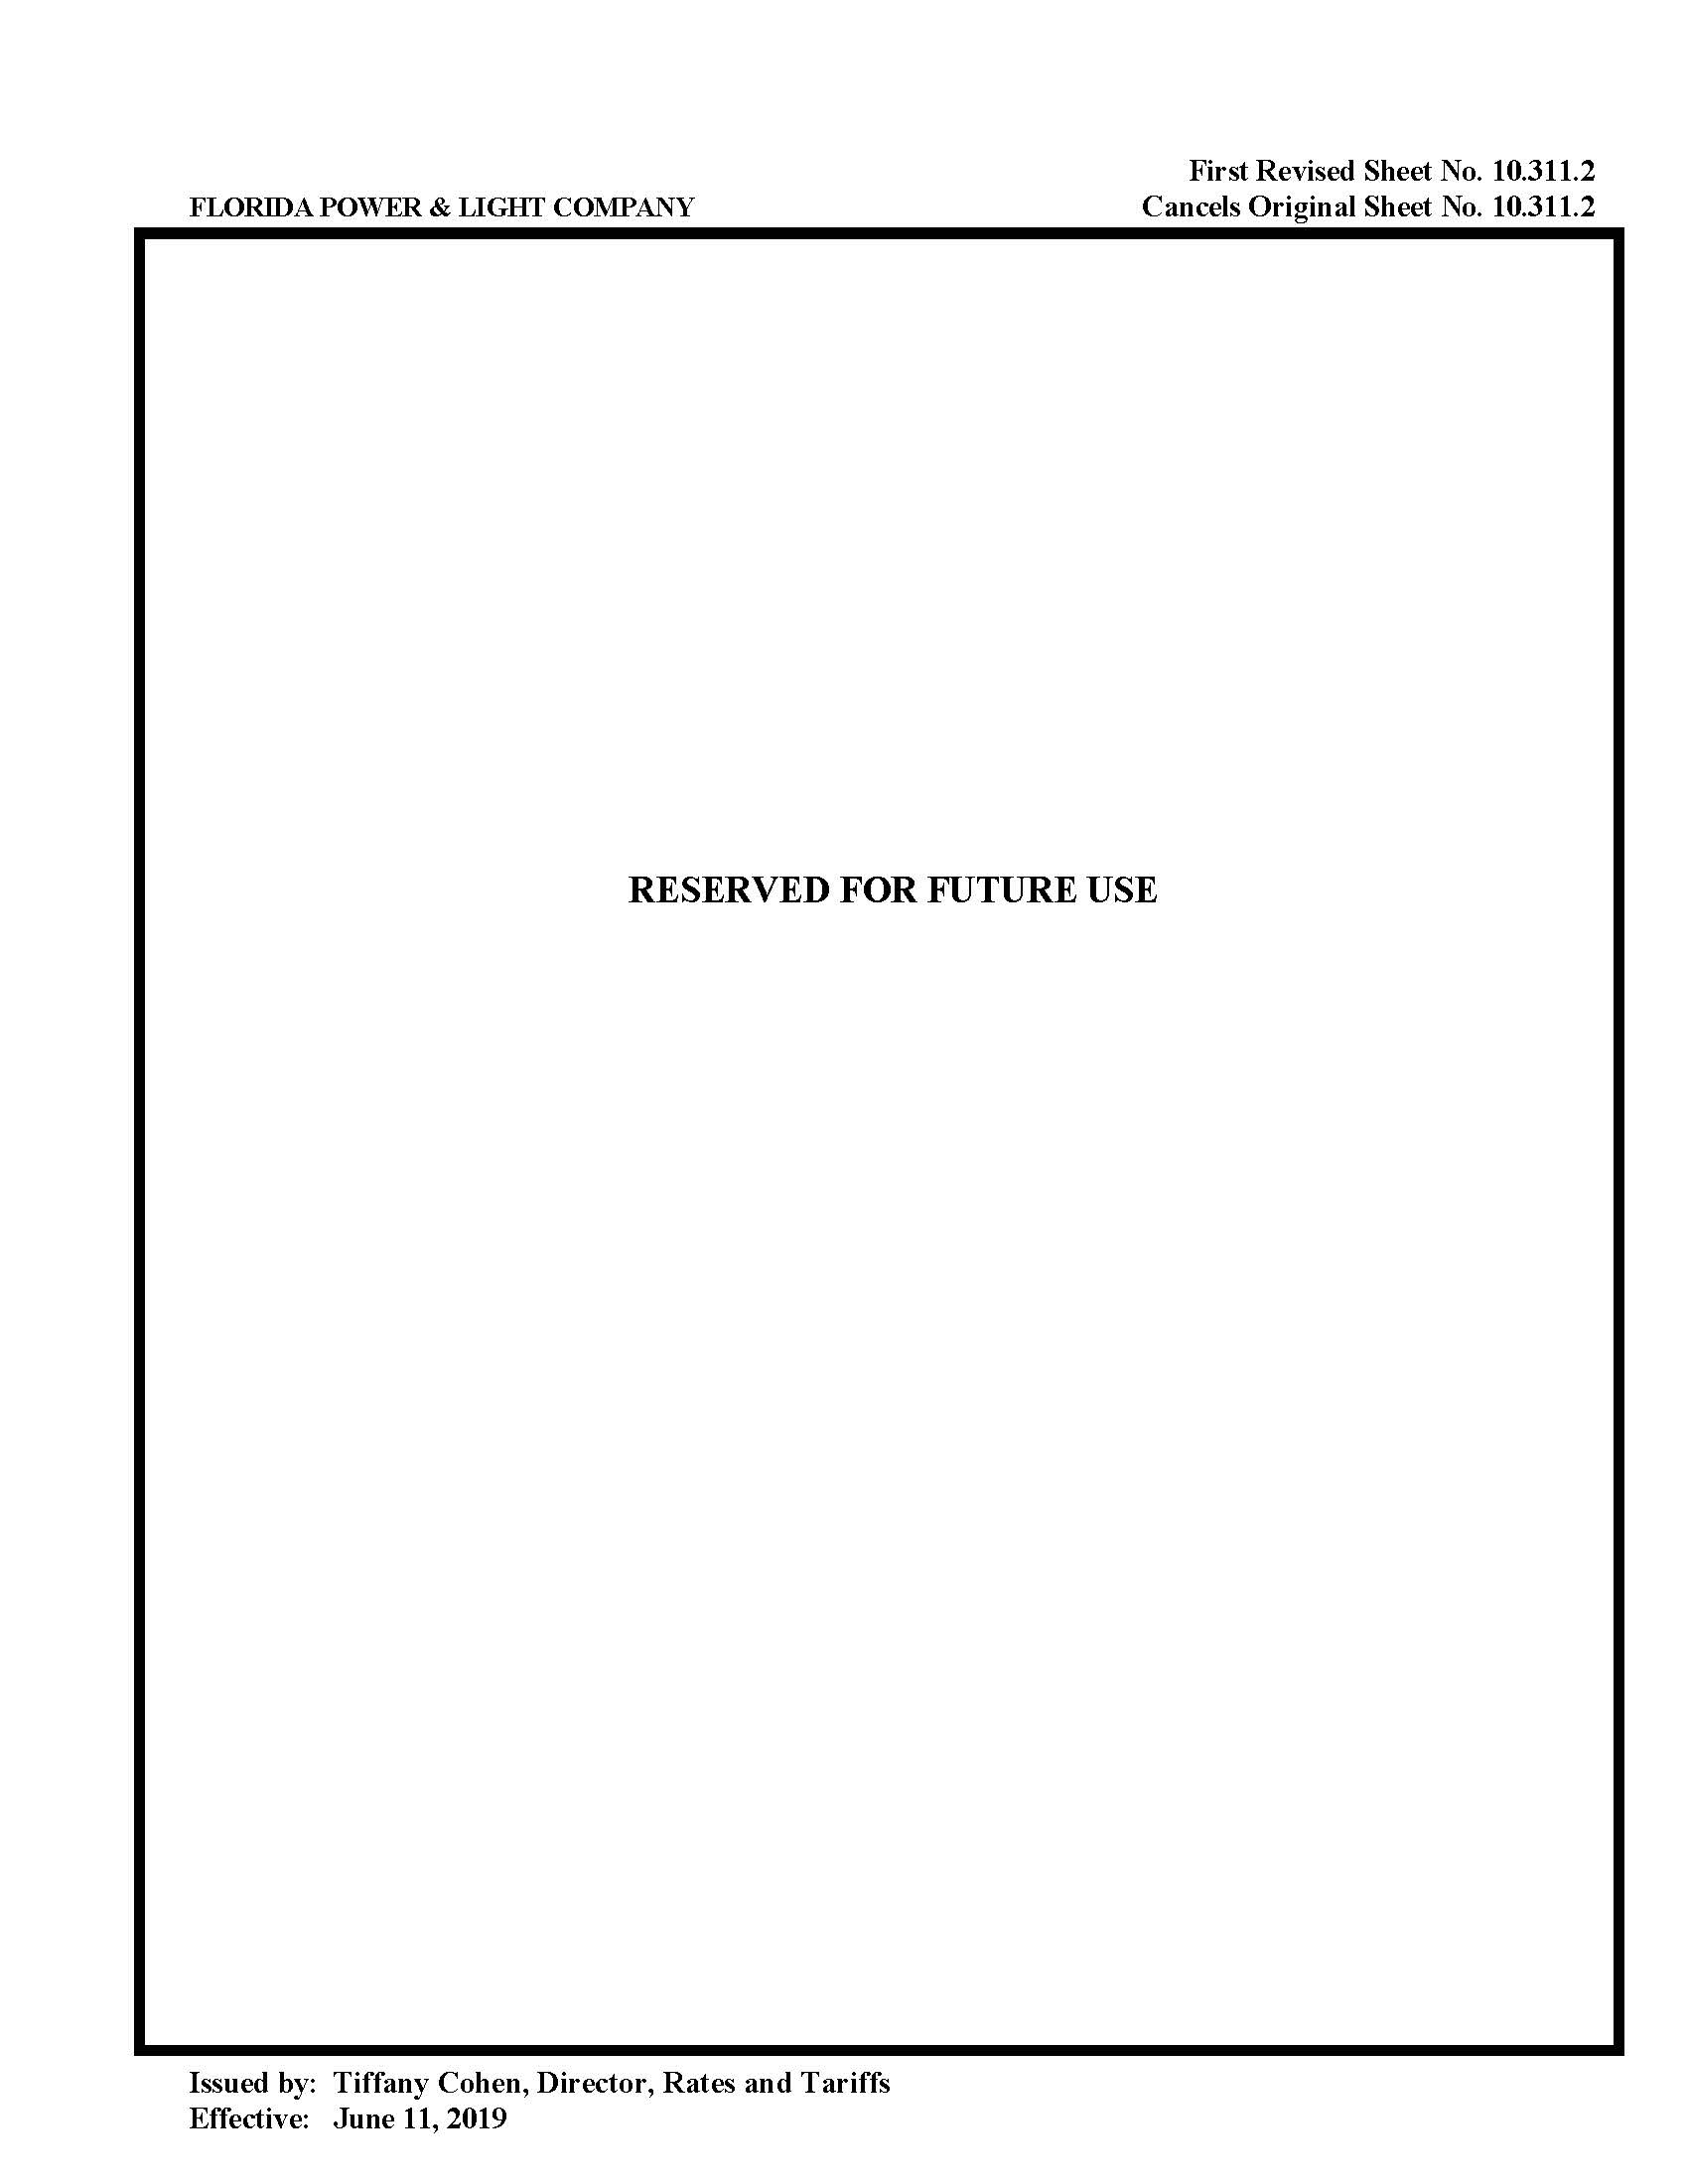 First Revised Sheet No. 10.311.2
FLORIDA POWER & LIGHT COMPANY
Cancels Original Sheet No. 10.311.2
RESERVED FOR FUTURE USE
Issued by: Tiffany Cohen, Director, Rates and Tariffs
Effective: June 11, 2019